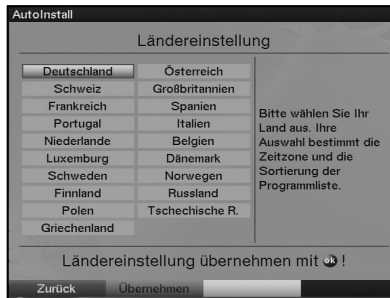 AutoInstall
Ländereinstellung
Deutschland Österreich
Schweiz Großbritannien
Frankreich Spanien
Portugal Italien
Niederlande Belgien
Luxemburg Dänemark
Schweden Norwegen
Finnland Russland
Polen Tschechische R.
Griechenland
Bitte wählen Sie Ihr
Land aus. Ihre
Auswahl bestimmt die
Zeitzone und die
Sortierung der
Programmliste.
Ländereinstellung übernehmen mit ok !
Zurück Übernehmen